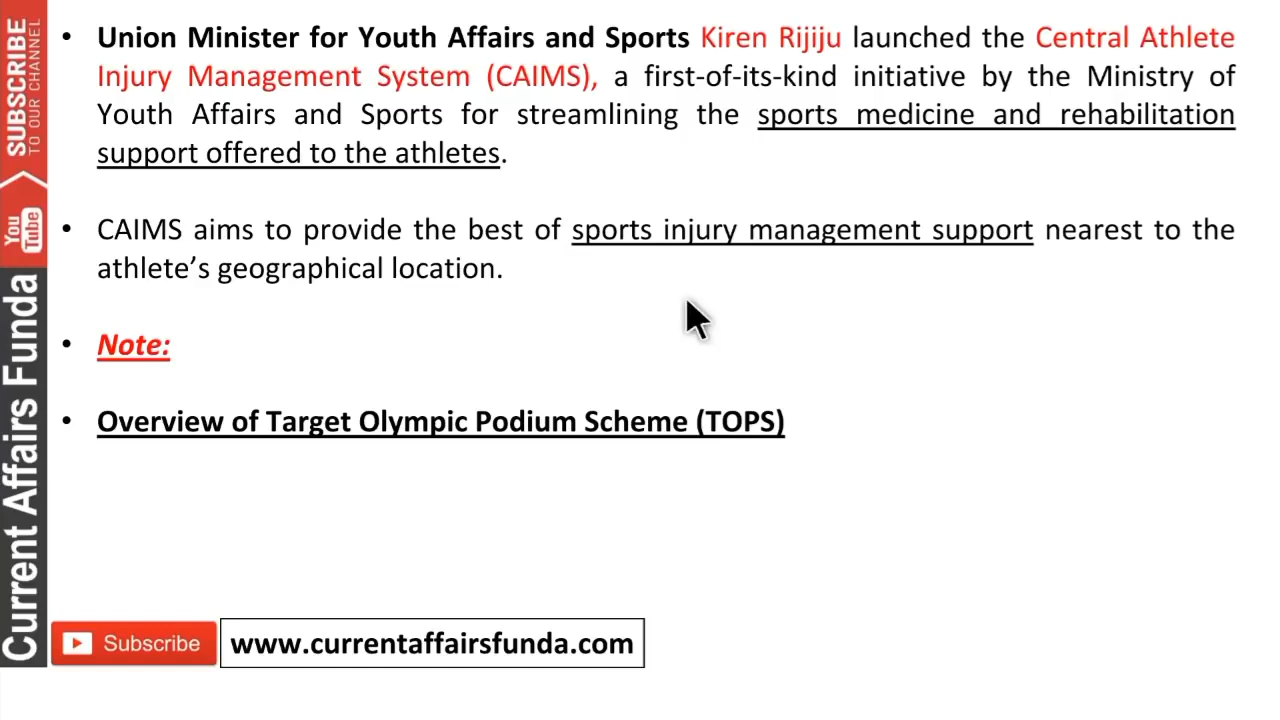 • Union Minister for Youth Affairs and Sports Kiren Rijiju launched the Central Athlete
Injury Management System (CAIMS), a first-of-its-kind initiative by the Ministry of
Youth Affairs and Sports for streamlining the sports medicine and rehabilitation
support offered to the athletes.
• CAIMS aims to provide the best of sports injury management support nearest to the
athlete’s geographical location.
• Note:
• Overview of Target Olympic Podium Scheme (TOPS)
SUBSCRIBE
TO OUR CHANNEL
You
Tube
Current Affairs Funda
Subscribe
www.currentaffairsfunda.com